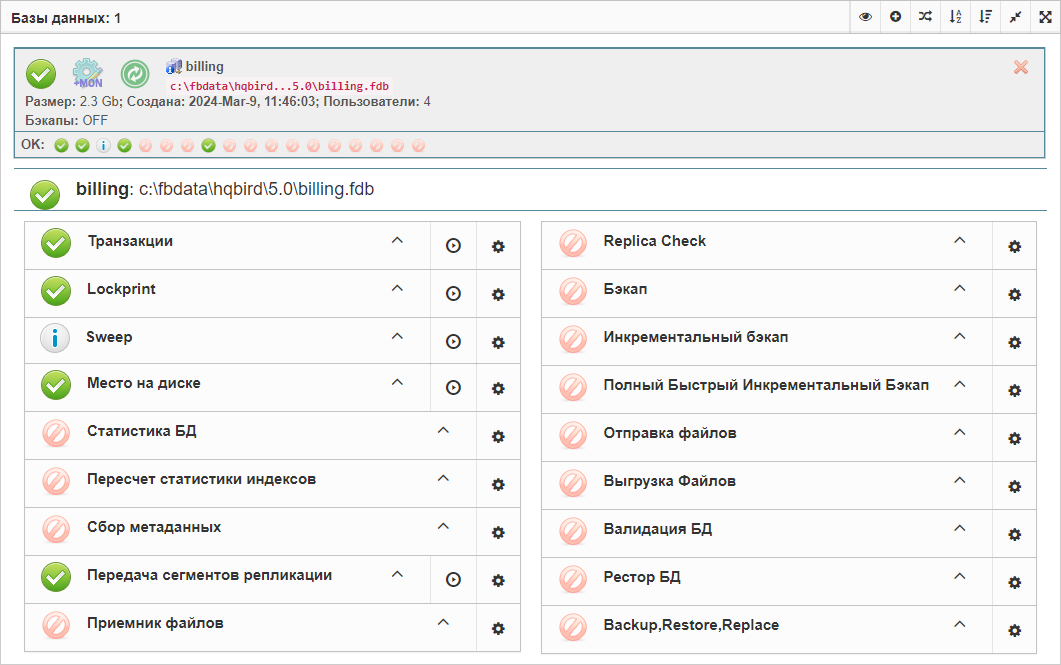 Базы данных: 1
billing
c:\fbdata\hqbird...5.0\billing.fdb
Размер: 2.3 Gb; Создана: 2024-Mar-9, 11:46:03; Пользователи: 4
Бэкапы: OFF
OK:
billing: c:\fbdata\hqbird\5.0\billing.fdb
Транзакции
Lockprint
Sweep
Место на диске
Статистика БД
Пересчет статистики индексов
Сбор метаданных
Передача сегментов репликации
Приемник файлов
Replica Check
Бэкап
Инкрементальный бэкап
Полный Быстрый Инкрементальный Бэкап
Отправка файлов
Выгрузка Файлов
Валидация БД
Рестор БД
Backup,Restore,Replace
+MON